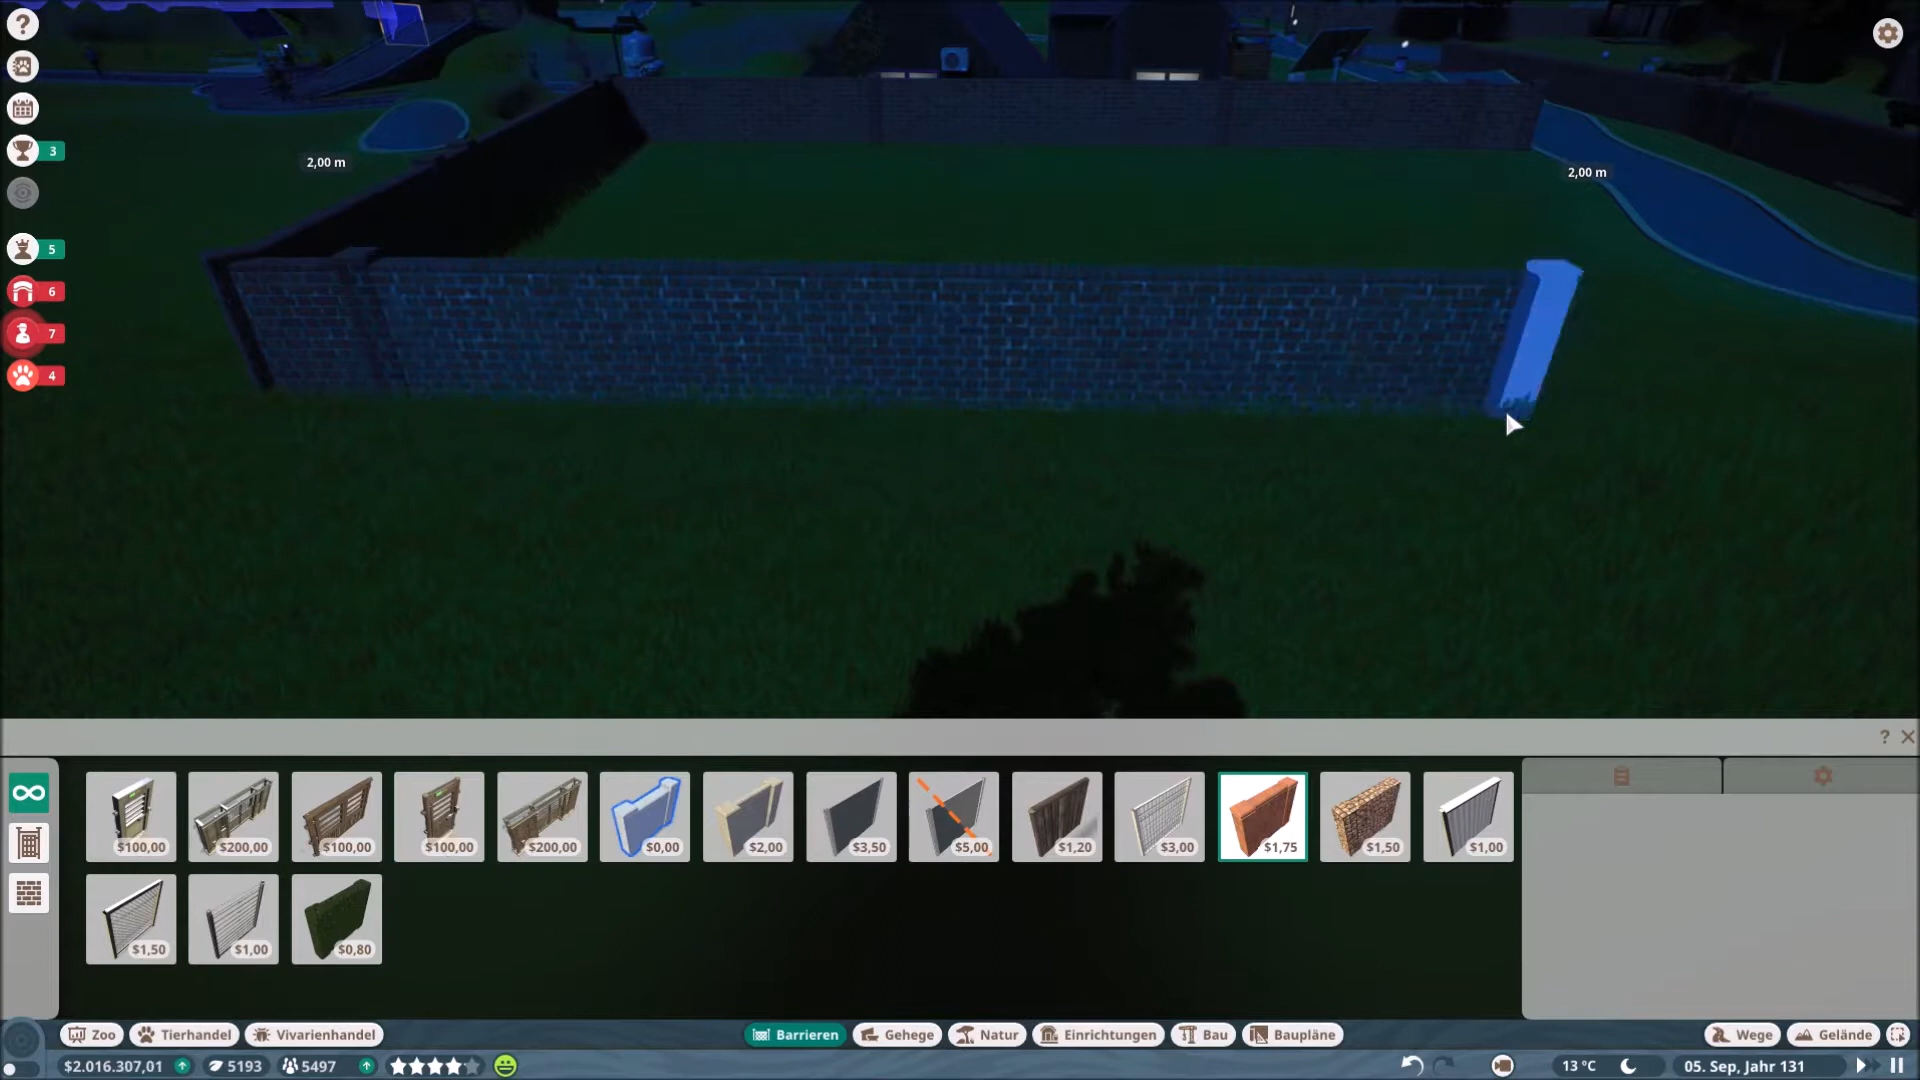 ?
3
5
6
7
4
2,00 m
2,00 m
? ×
$100,00 $200,00 $100,00 $100,00 $200,00 $0,00 $2,00 $3,50 $5,00 $1,20 $3,00 $1,75 $1,50 $1,00
$1,50 $1,00 $0,80
Zoo Tierhandel Vivarienhandel Barrieren Gehege Natur Einrichtungen Bau Baupläne Wege Gelände
$2.016.307,01 5193 5497 13 °C 05. Sep, Jahr 131